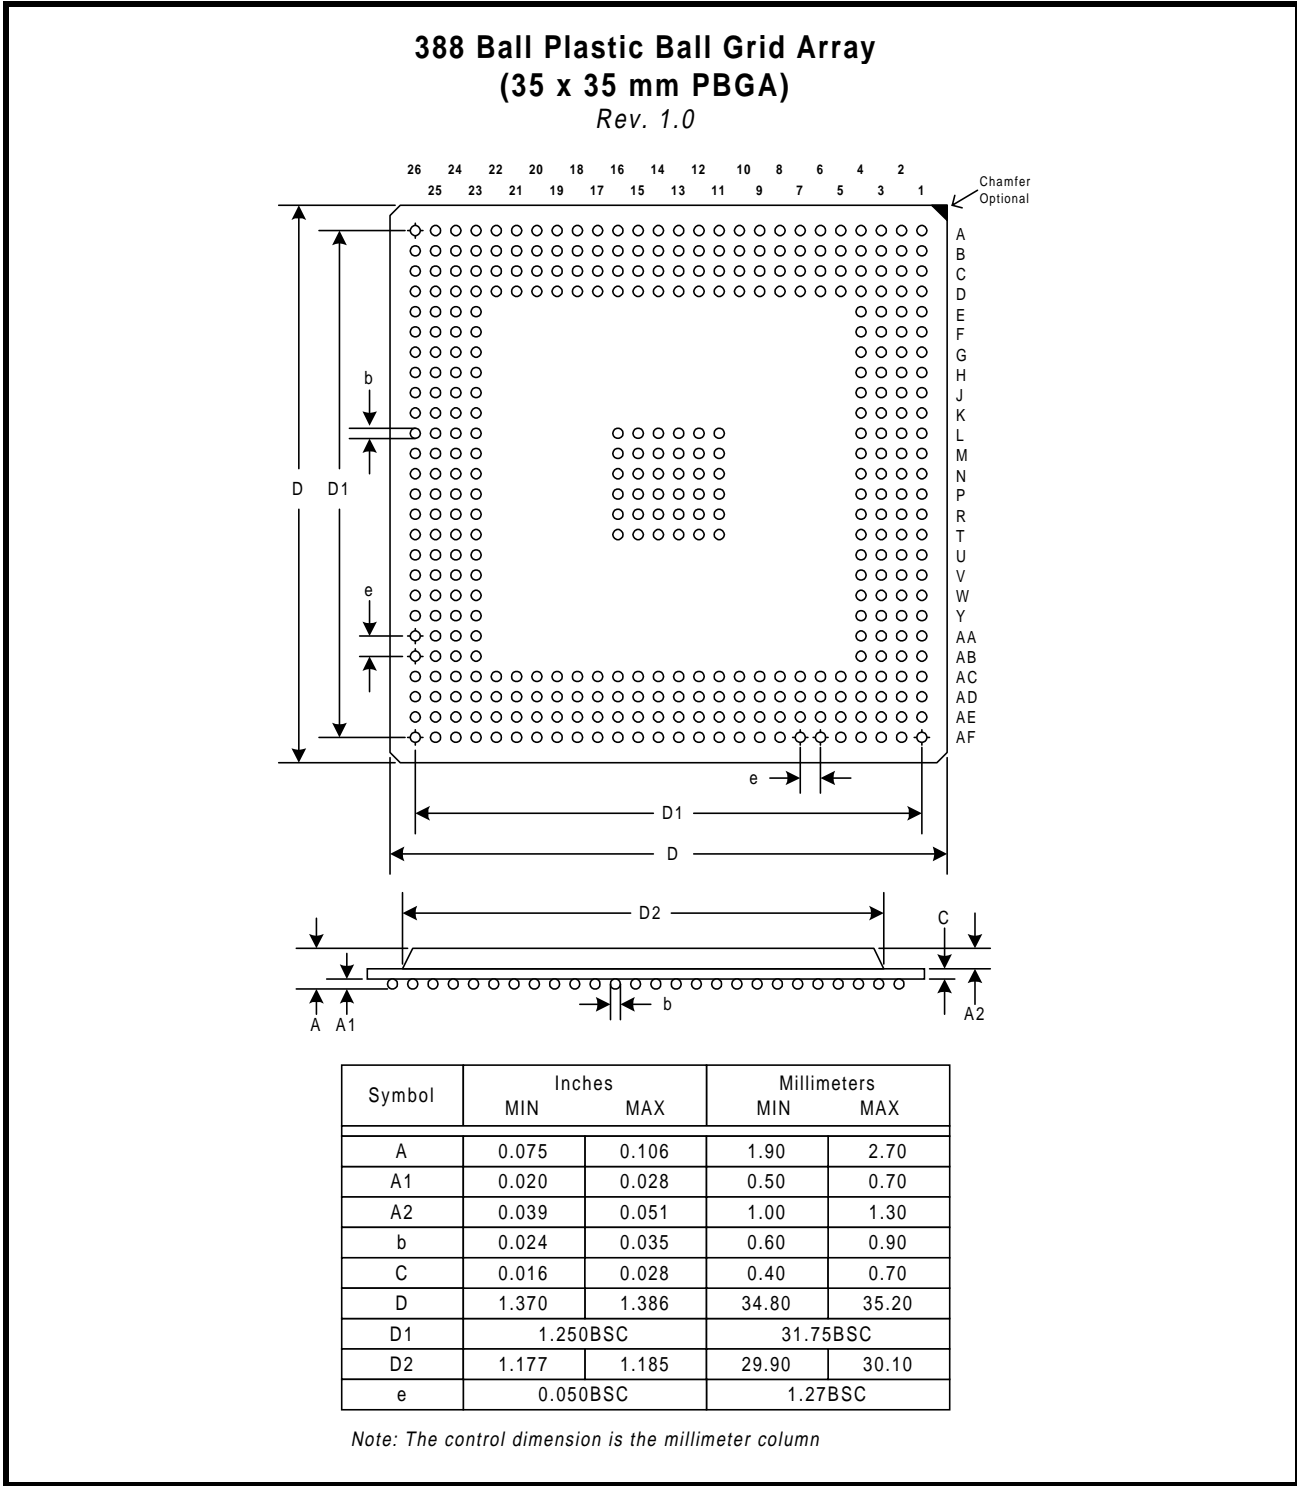 388 Ball Plastic Ball Grid Array
(35 x 35 mm PBGA)
Rev. 1.0
26 24 22 20 18 16 14 12 10 8 6 4 2
25 23 21 19 17 15 13 11 9 7 5 3 1
Chamfer
Optional
A
B
C
D
E
F
G
H
J
K
L
M
N
P
R
T
U
V
W
Y
AA
AB
AC
AD
AE
AF
b
D D1
e
e
D1
D
D2
C
b
A A1
A2
Symbol Inches Millimeters
MIN MAX MIN MAX
A 0.075 0.106 1.90 2.70
A1 0.020 0.028 0.50 0.70
A2 0.039 0.051 1.00 1.30
b 0.024 0.035 0.60 0.90
C 0.016 0.028 0.40 0.70
D 1.370 1.386 34.80 35.20
D1 1.250BSC 31.75BSC
D2 1.177 1.185 29.90 30.10
e 0.050BSC 1.27BSC
Note: The control dimension is the millimeter column